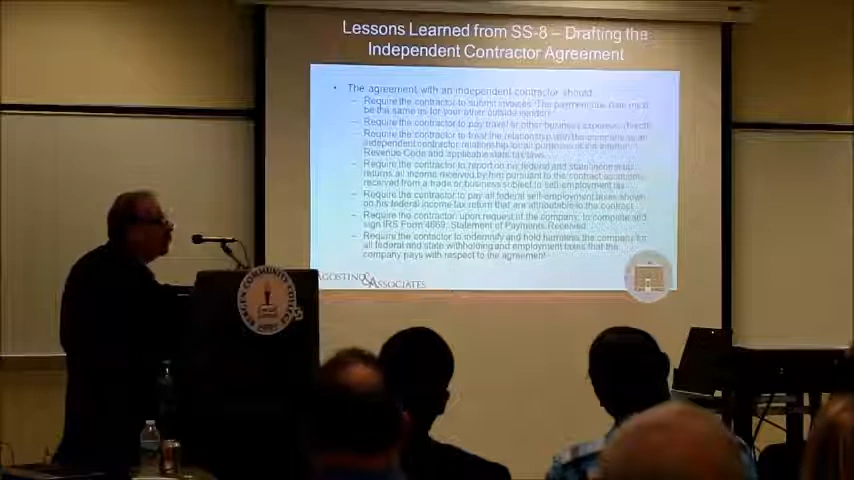 Lessons Learned from SS-8 – Drafting the
Independent Contractor Agreement
• The agreement with an independent contractor should:
– Require the contractor to submit invoices. The payment due date must
be the same as for your other outside vendors.
– Require the contractor to pay travel or other business expenses directly.
– Require the contractor to treat the relationship with the company as an
independent contractor relationship for all purposes of the Internal
Revenue Code and applicable state tax laws.
– Require the contractor to report on his federal and state income tax
returns all income received by him pursuant to the contract as income
received from a trade or business subject to self-employment tax.
– Require the contractor to pay all federal self-employment taxes shown
on his federal income tax return that are attributable to the contract.
– Require the contractor, upon request of the company, to complete and
sign IRS Form 4669, Statement of Payments Received.
– Require the contactor to indemnify and hold harmless the company for
all federal and state withholding and employment taxes that the
company pays with respect to the agreement.
AGOSTINO & ASSOCIATES
BERGEN COMMUNITY COLLEGE